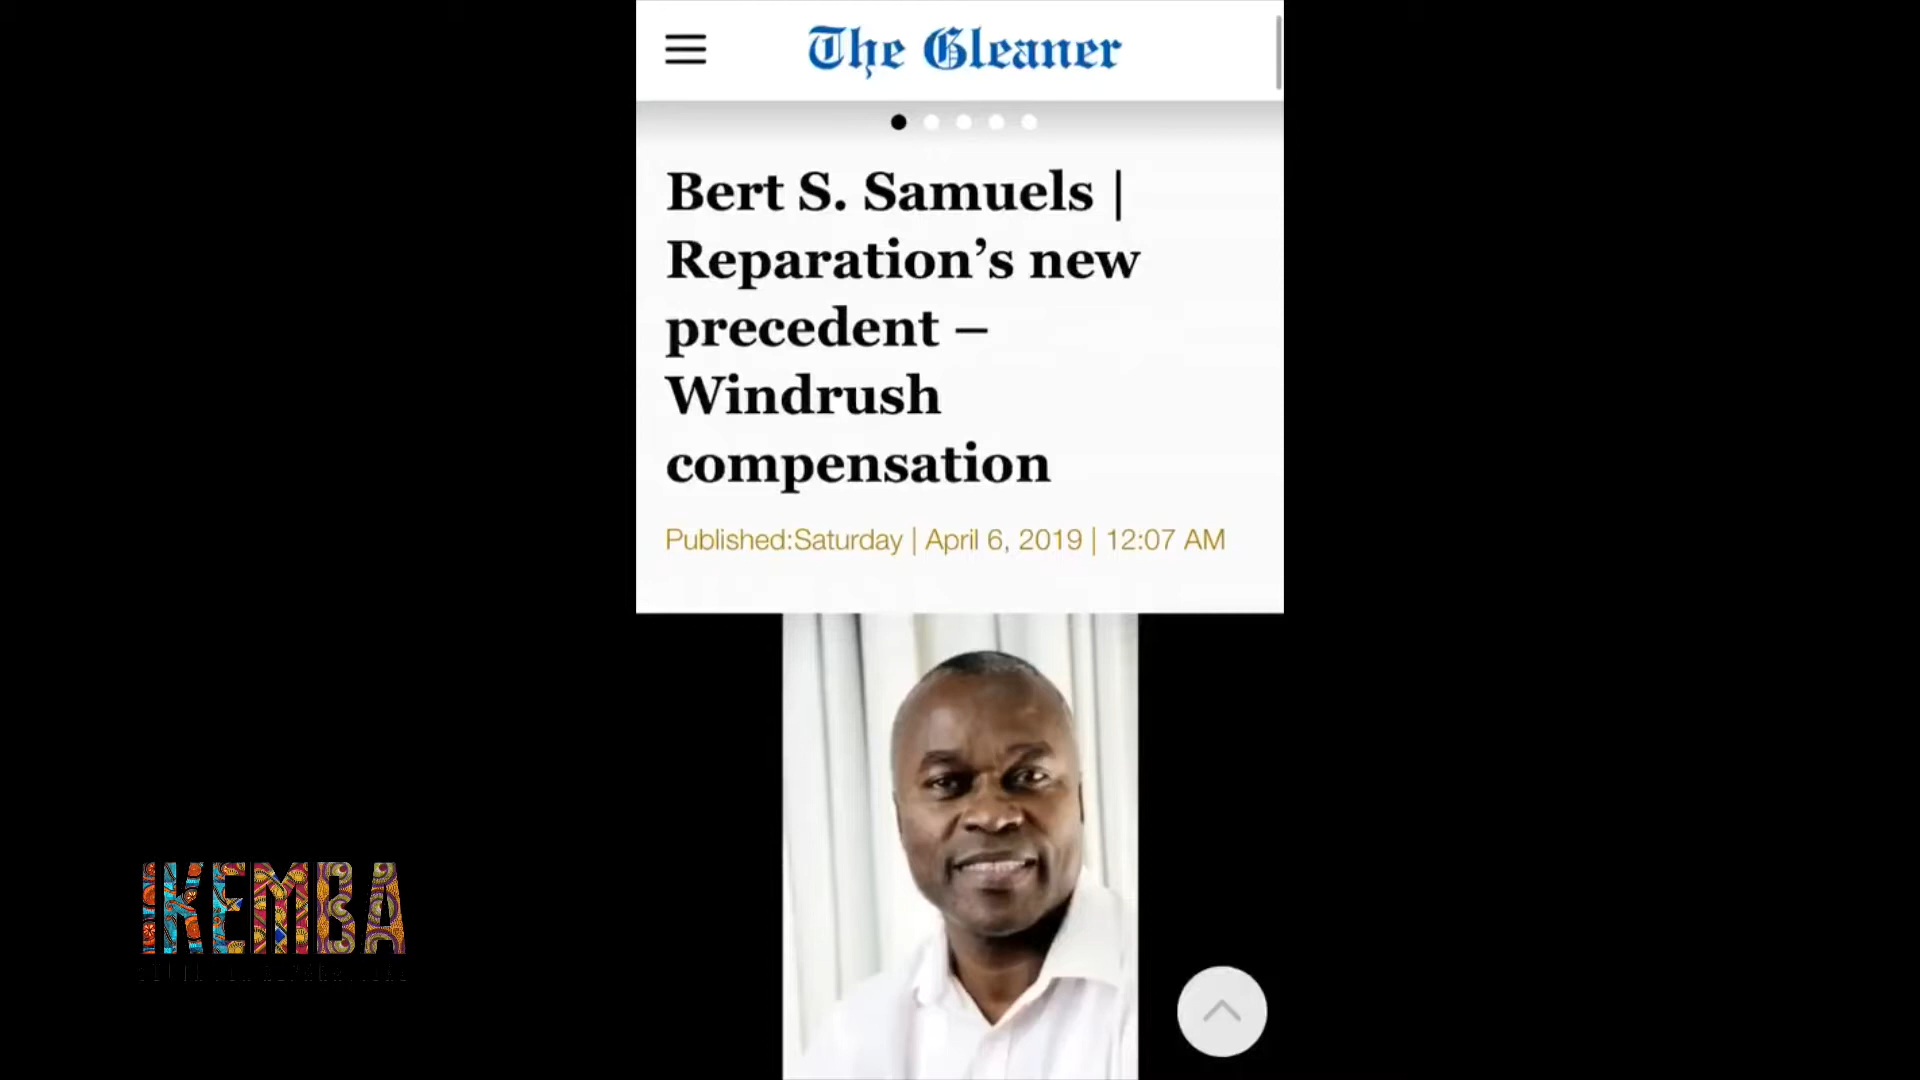 The Gleaner
Bert S. Samuels |
Reparation’s new
precedent –
Windrush
compensation
Published:Saturday | April 6, 2019 | 12:07 AM
IKEMBA